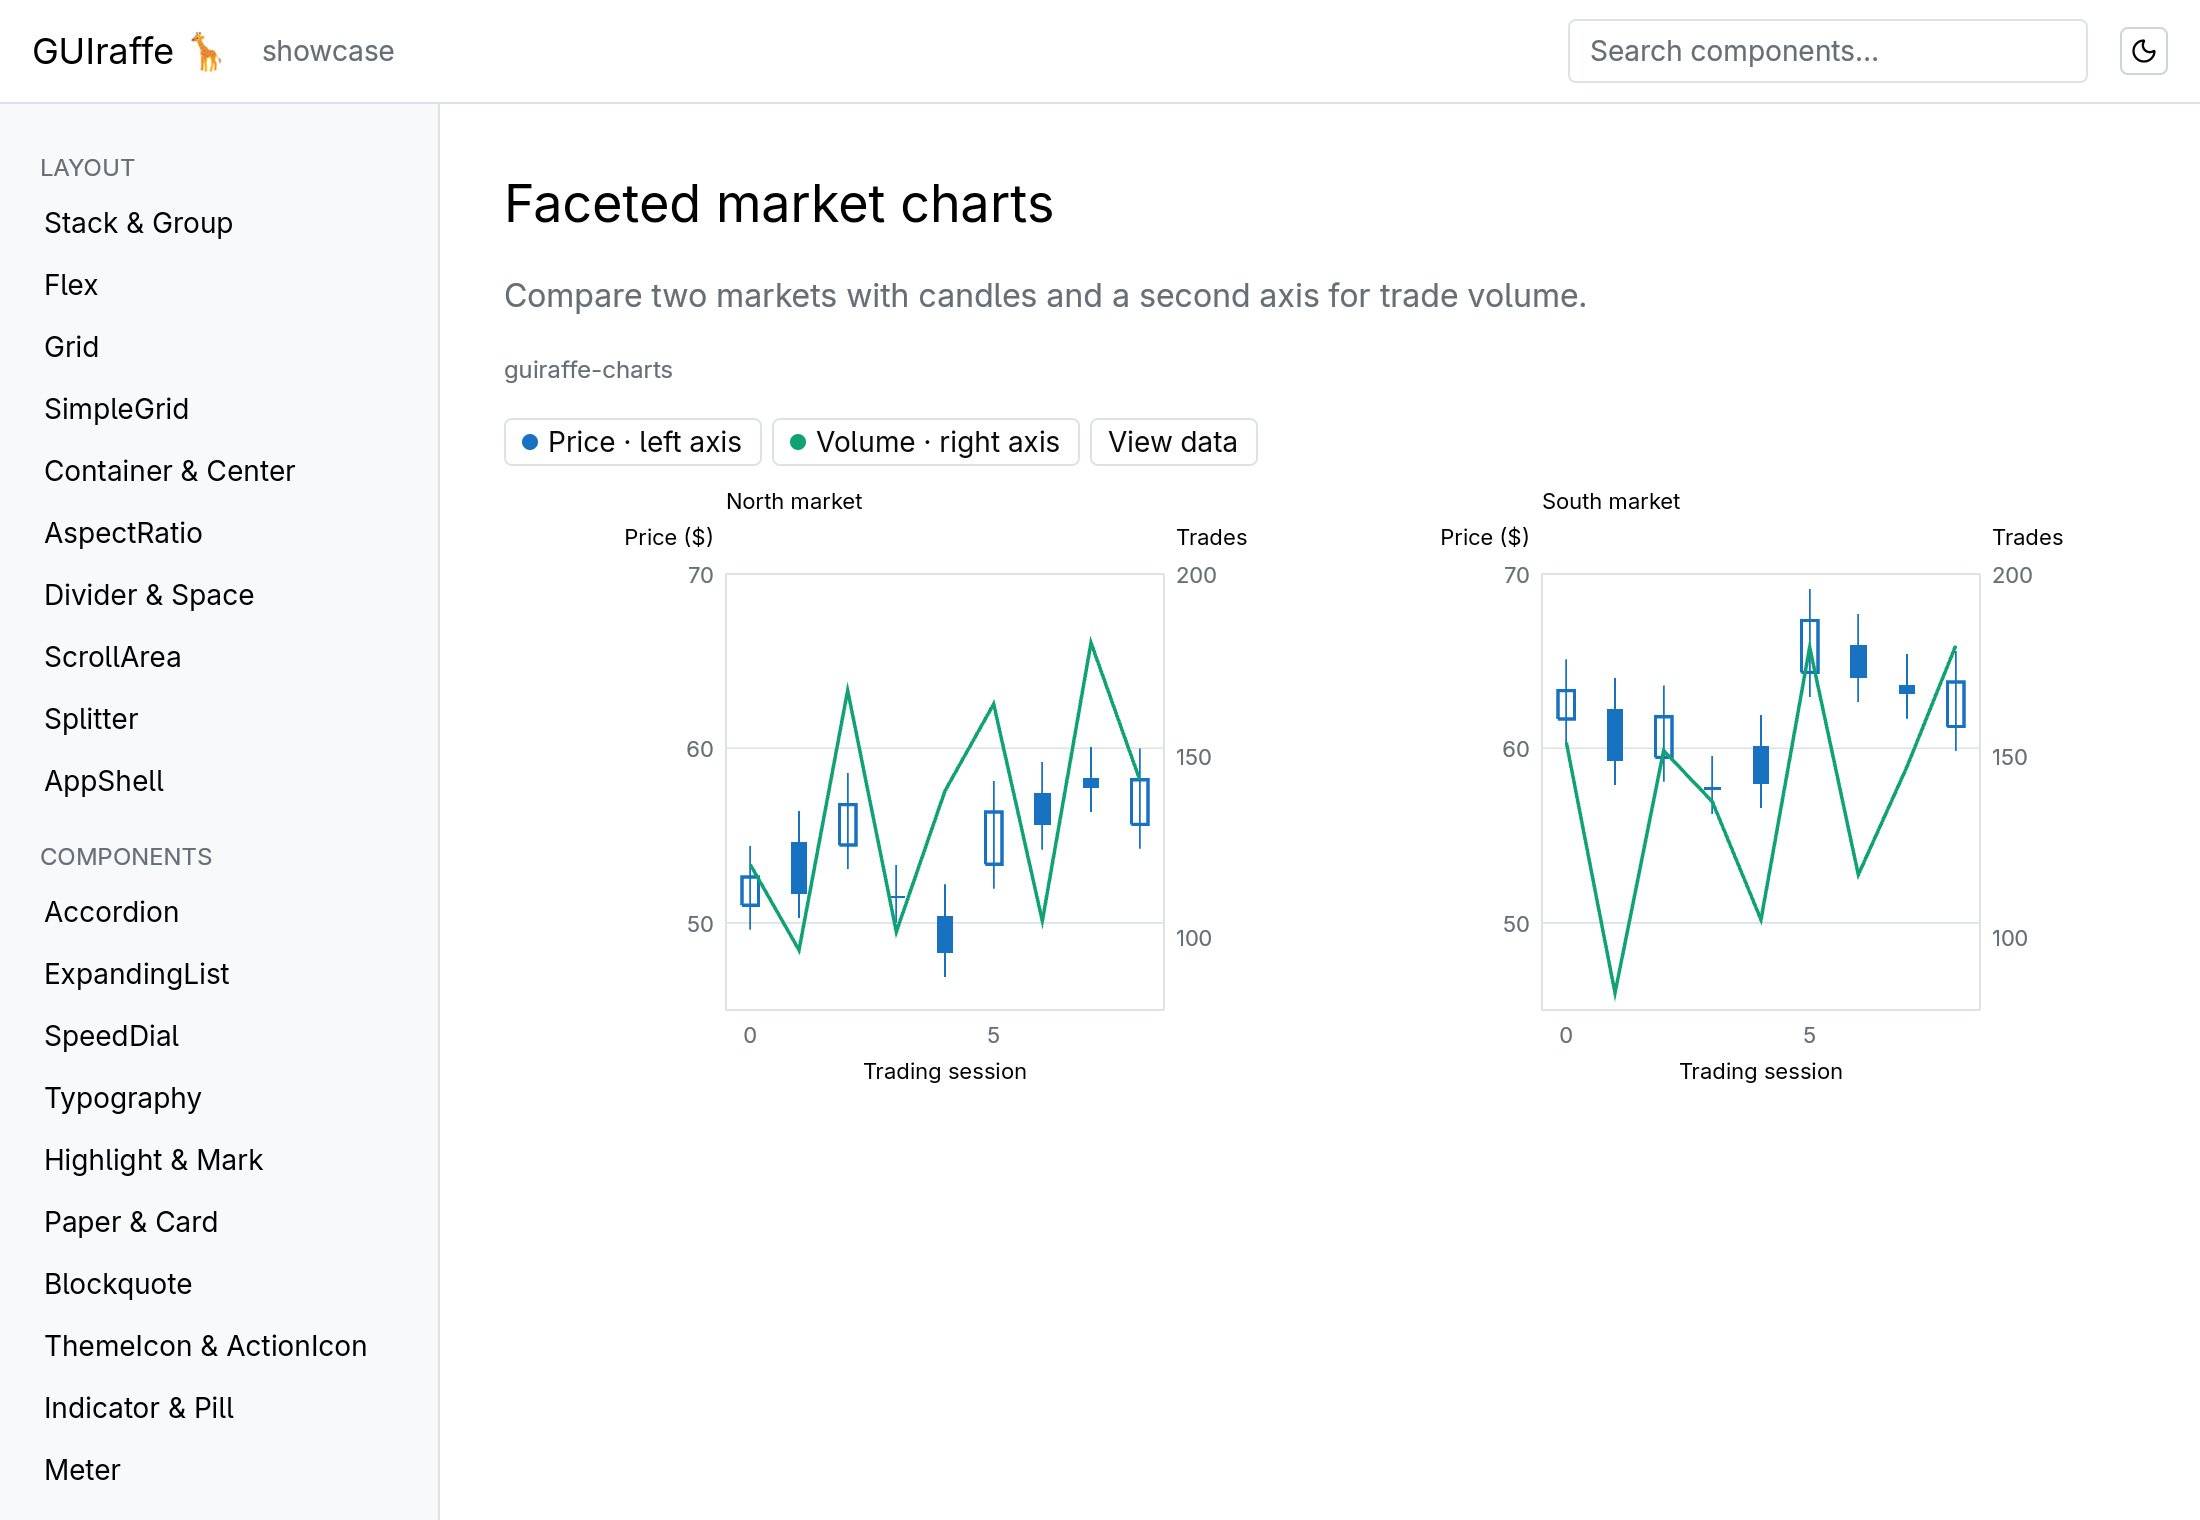 GUIraffe 🦒 showcase
Search components...
LAYOUT
Stack & Group
Flex
Grid
SimpleGrid
Container & Center
AspectRatio
Divider & Space
ScrollArea
Splitter
AppShell
COMPONENTS
Accordion
ExpandingList
SpeedDial
Typography
Highlight & Mark
Paper & Card
Blockquote
ThemeIcon & ActionIcon
Indicator & Pill
Meter
Faceted market charts
Compare two markets with candles and a second axis for trade volume.
guiraffe-charts
Price · left axis
Volume · right axis
View data
North market
Price ($)
Trades
70
60
50
200
150
100
0
5
Trading session
South market
Price ($)
Trades
70
60
50
200
150
100
0
5
Trading session